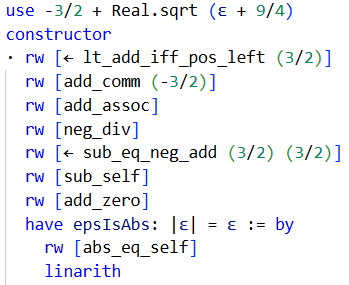 use -3/2 + Real.sqrt (ε + 9/4)
constructor
· rw [← lt_add_iff_pos_left (3/2)]
  rw [add_comm (-3/2)]
  rw [add_assoc]
  rw [neg_div]
  rw [← sub_eq_neg_add (3/2) (3/2)]
  rw [sub_self]
  rw [add_zero]
  have epsIsAbs: |ε| = ε := by
    rw [abs_eq_self]
    linarith